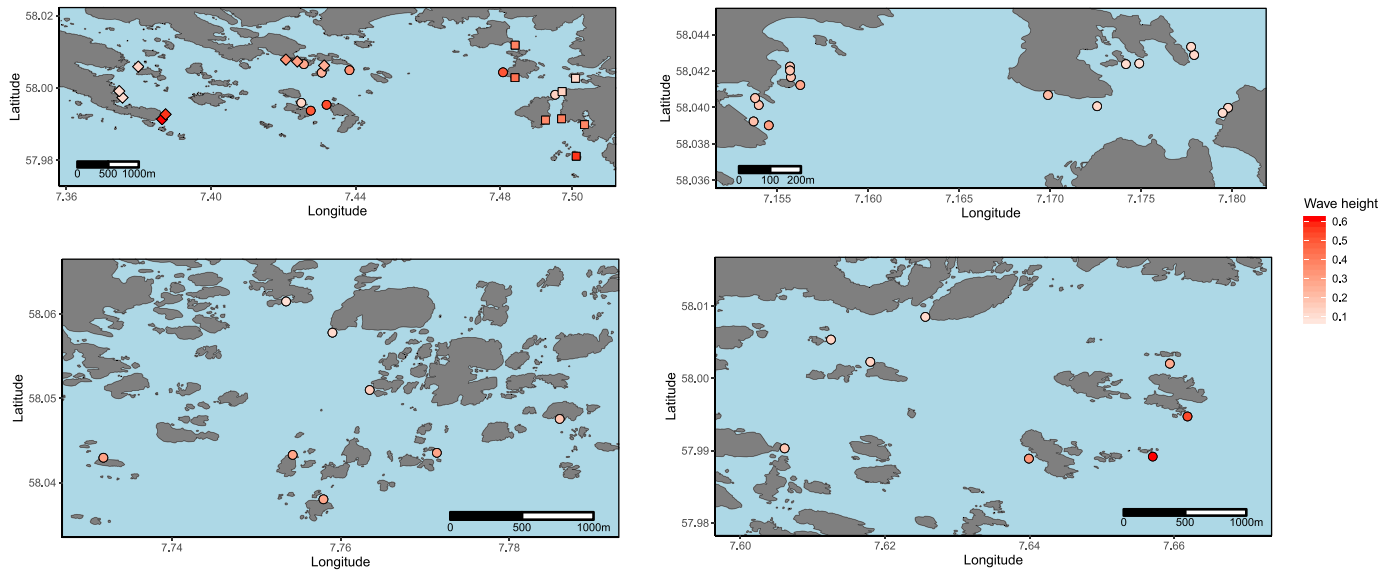 58.02
58.00
57.98
Latitude
0 500 1000m
7.36 7.40 7.44 7.48 7.50
Longitude
58.044
58.042
58.040
58.038
58.036
Latitude
0 100 200m
7.155 7.160 7.165 7.170 7.175 7.180
Longitude
Wave height
0.6
0.5
0.4
0.3
0.2
0.1
58.06
58.05
58.04
Latitude
0 500 1000m
7.74 7.76 7.78
Longitude
58.01
58.00
57.99
57.98
Latitude
0 500 1000m
7.60 7.62 7.64 7.66
Longitude